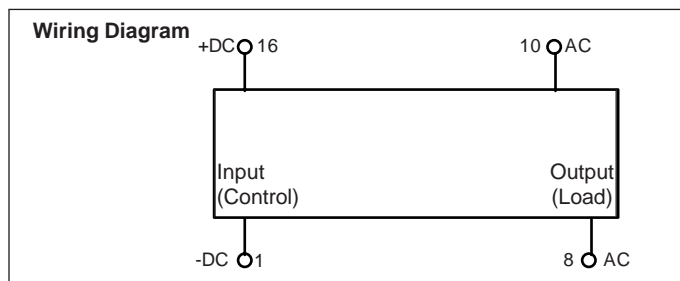 Wiring Diagram
+DC 16
10 AC
Input
(Control)
Output
(Load)
-DC 1
8 AC